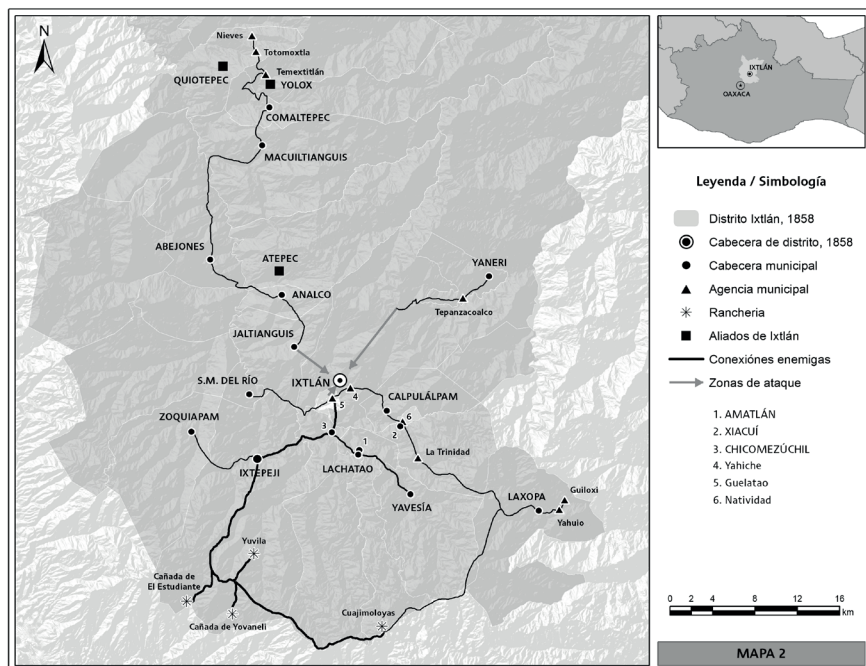 N
Nieves
Totomoxtla
Temextitlán
QUIOTEPEC
YOLOX
COMALTEPEC
MACUILTIANGUIS
ABEJONES
ATEPEC
YANERI
ANALCO
Tepanzacoalco
JALTIANGUIS
IXTLÁN
S.M. DEL RÍO
4
5
CALPULÁLPAM
ZOQUIAPAM
6
3
2
1
La Trinidad
LACHATAO
IXTEPEJI
Guiloxi
LAXOPA
YAVESÍA
Yahuio
Yuvila
Cañada de
El Estudiante
Cañada de Yovaneli
Cuajimoloyas
IXTLÁN
OAXACA
Leyenda / Simbología
Distrito Ixtlán, 1858
Cabecera de distrito, 1858
Cabecera municipal
Agencia municipal
Rancheria
Aliados de Ixtlán
Conexiónes enemigas
Zonas de ataque
1. AMATLÁN
2. XIACUÍ
3. CHICOMEZÚCHIL
4. Yahiche
5. Guelatao
6. Natividad
0 2 4 8 12 16
km
MAPA 2